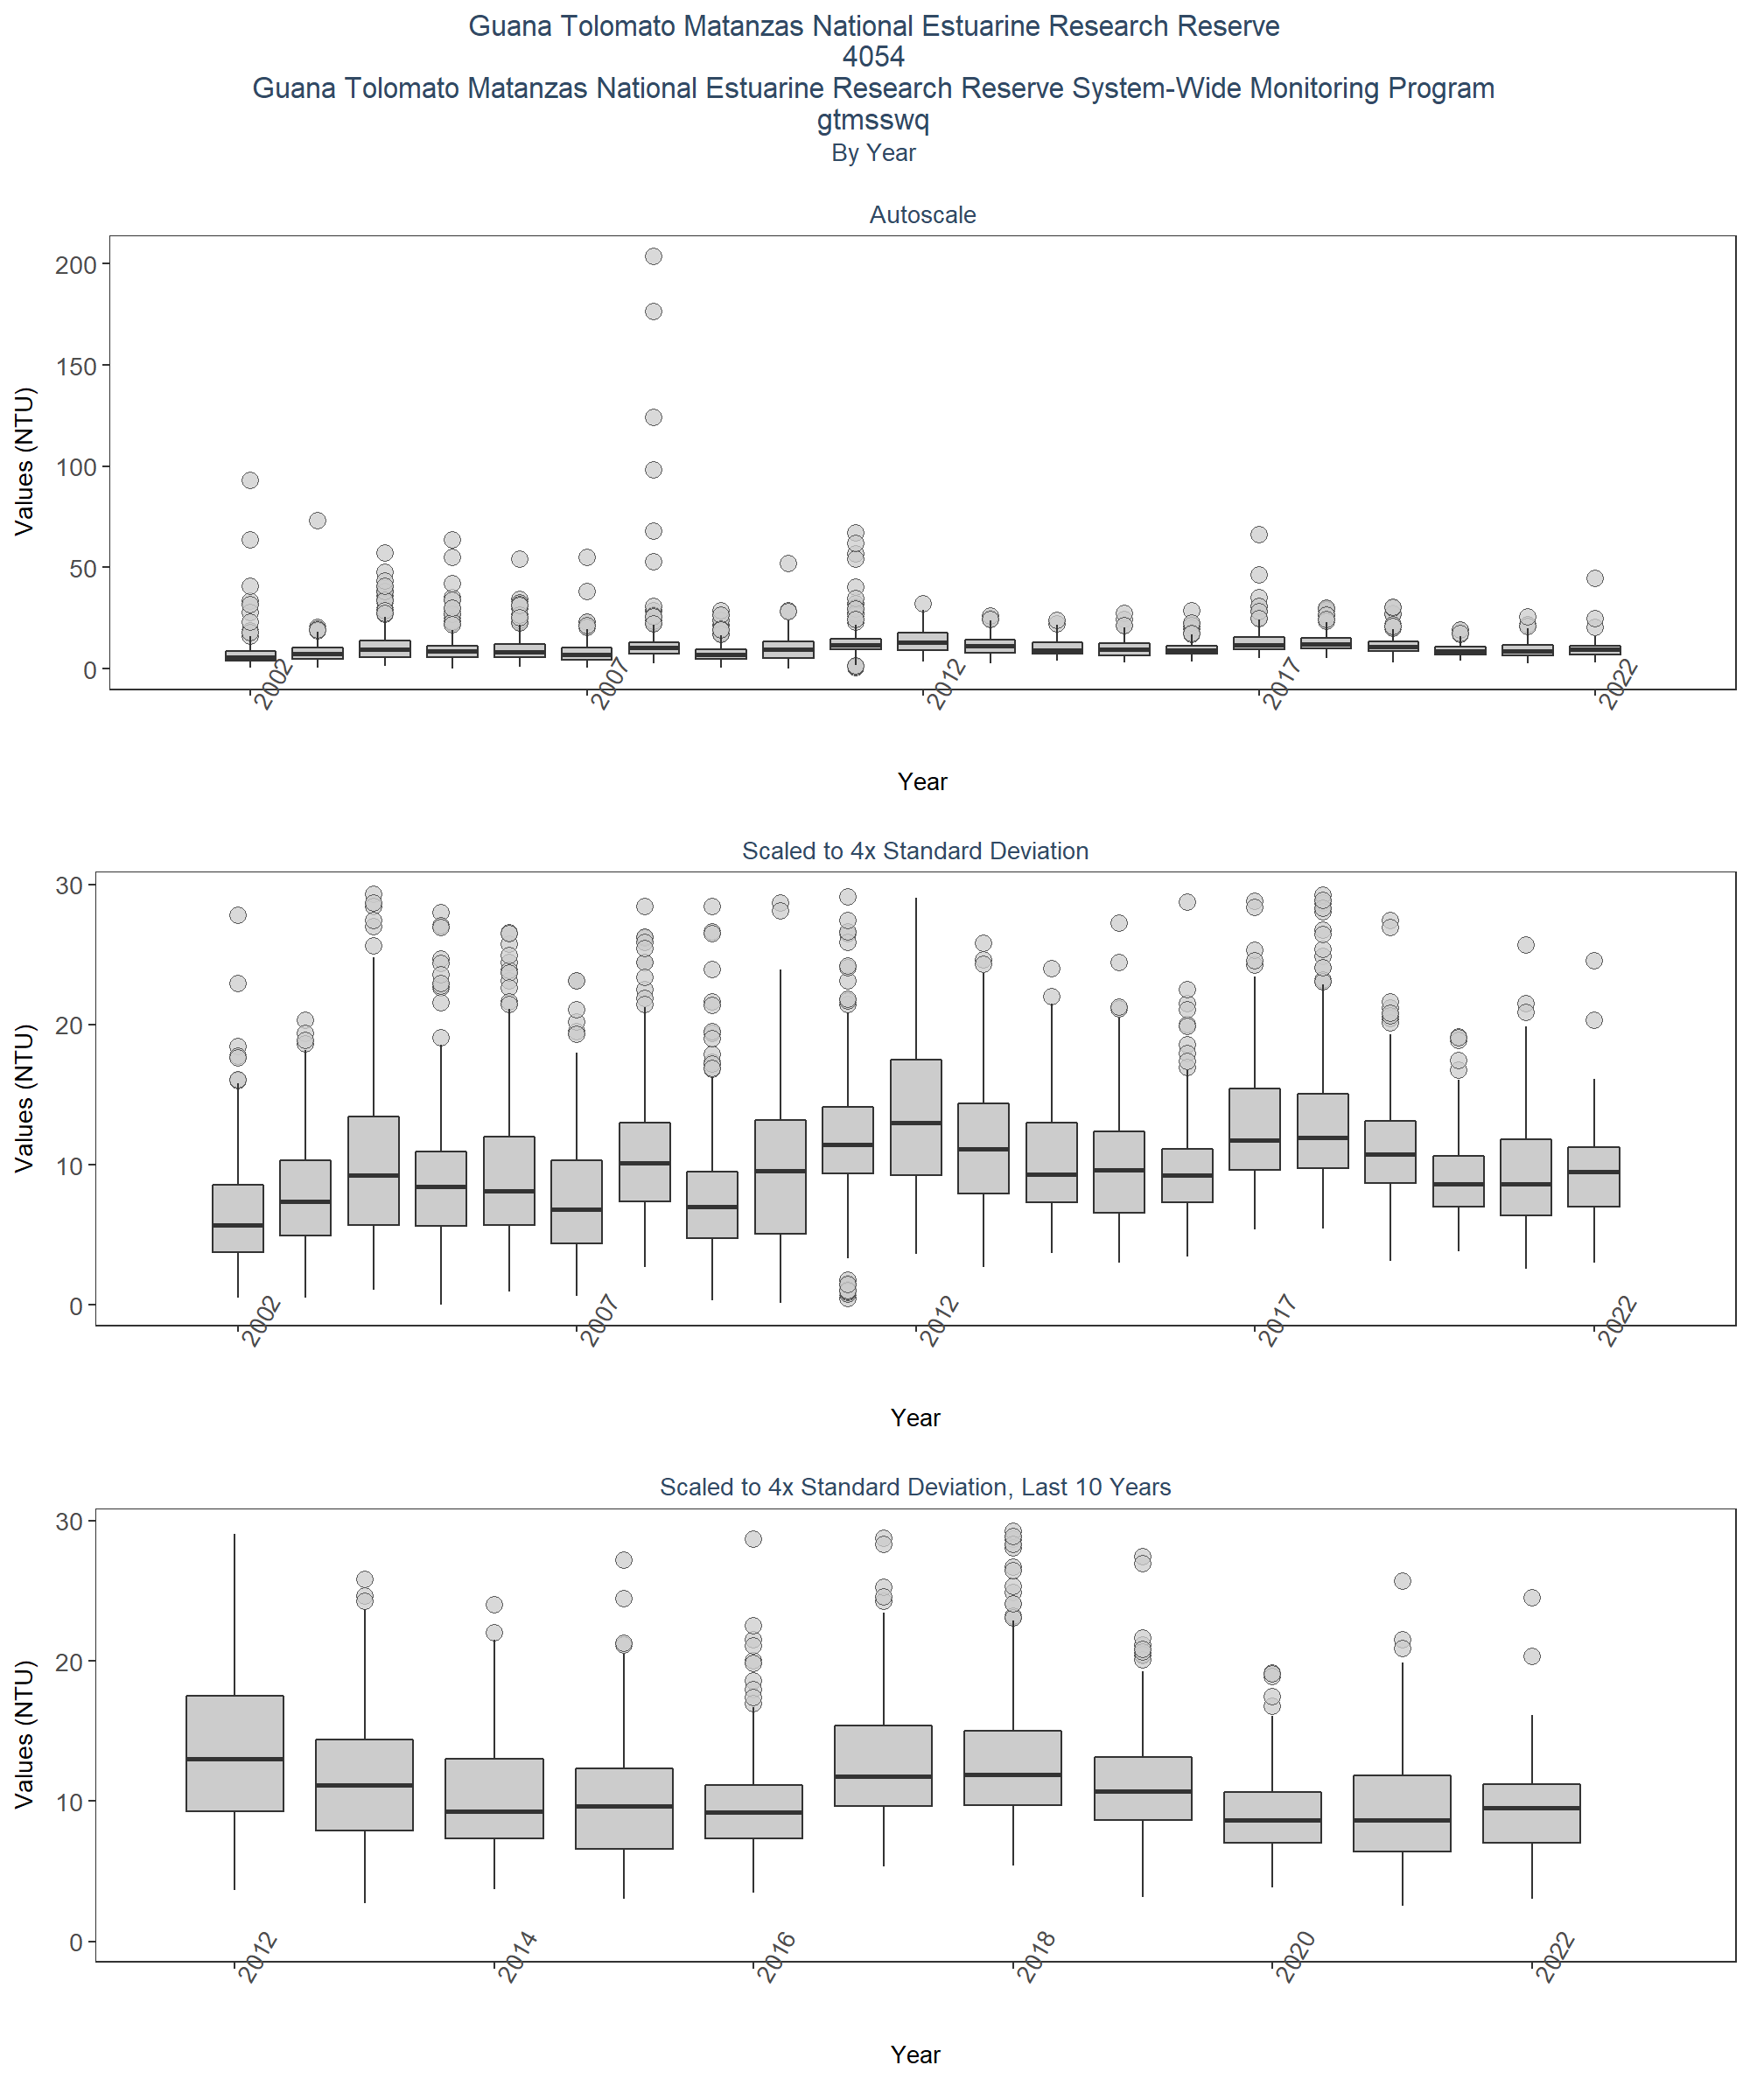 Guana Tolomato Matanzas National Estuarine Research Reserve
4054
Guana Tolomato Matanzas National Estuarine Research Reserve System-Wide Monitoring Program
gtmsswq
By Year
Autoscale
Values (NTU)
200
150
100
50
0
2002
2007
2012
2017
2022
Year
Scaled to 4x Standard Deviation
Values (NTU)
30
20
10
0
2002
2007
2012
2017
2022
Year
Scaled to 4x Standard Deviation, Last 10 Years
Values (NTU)
30
20
10
0
2012
2014
2016
2018
2020
2022
Year